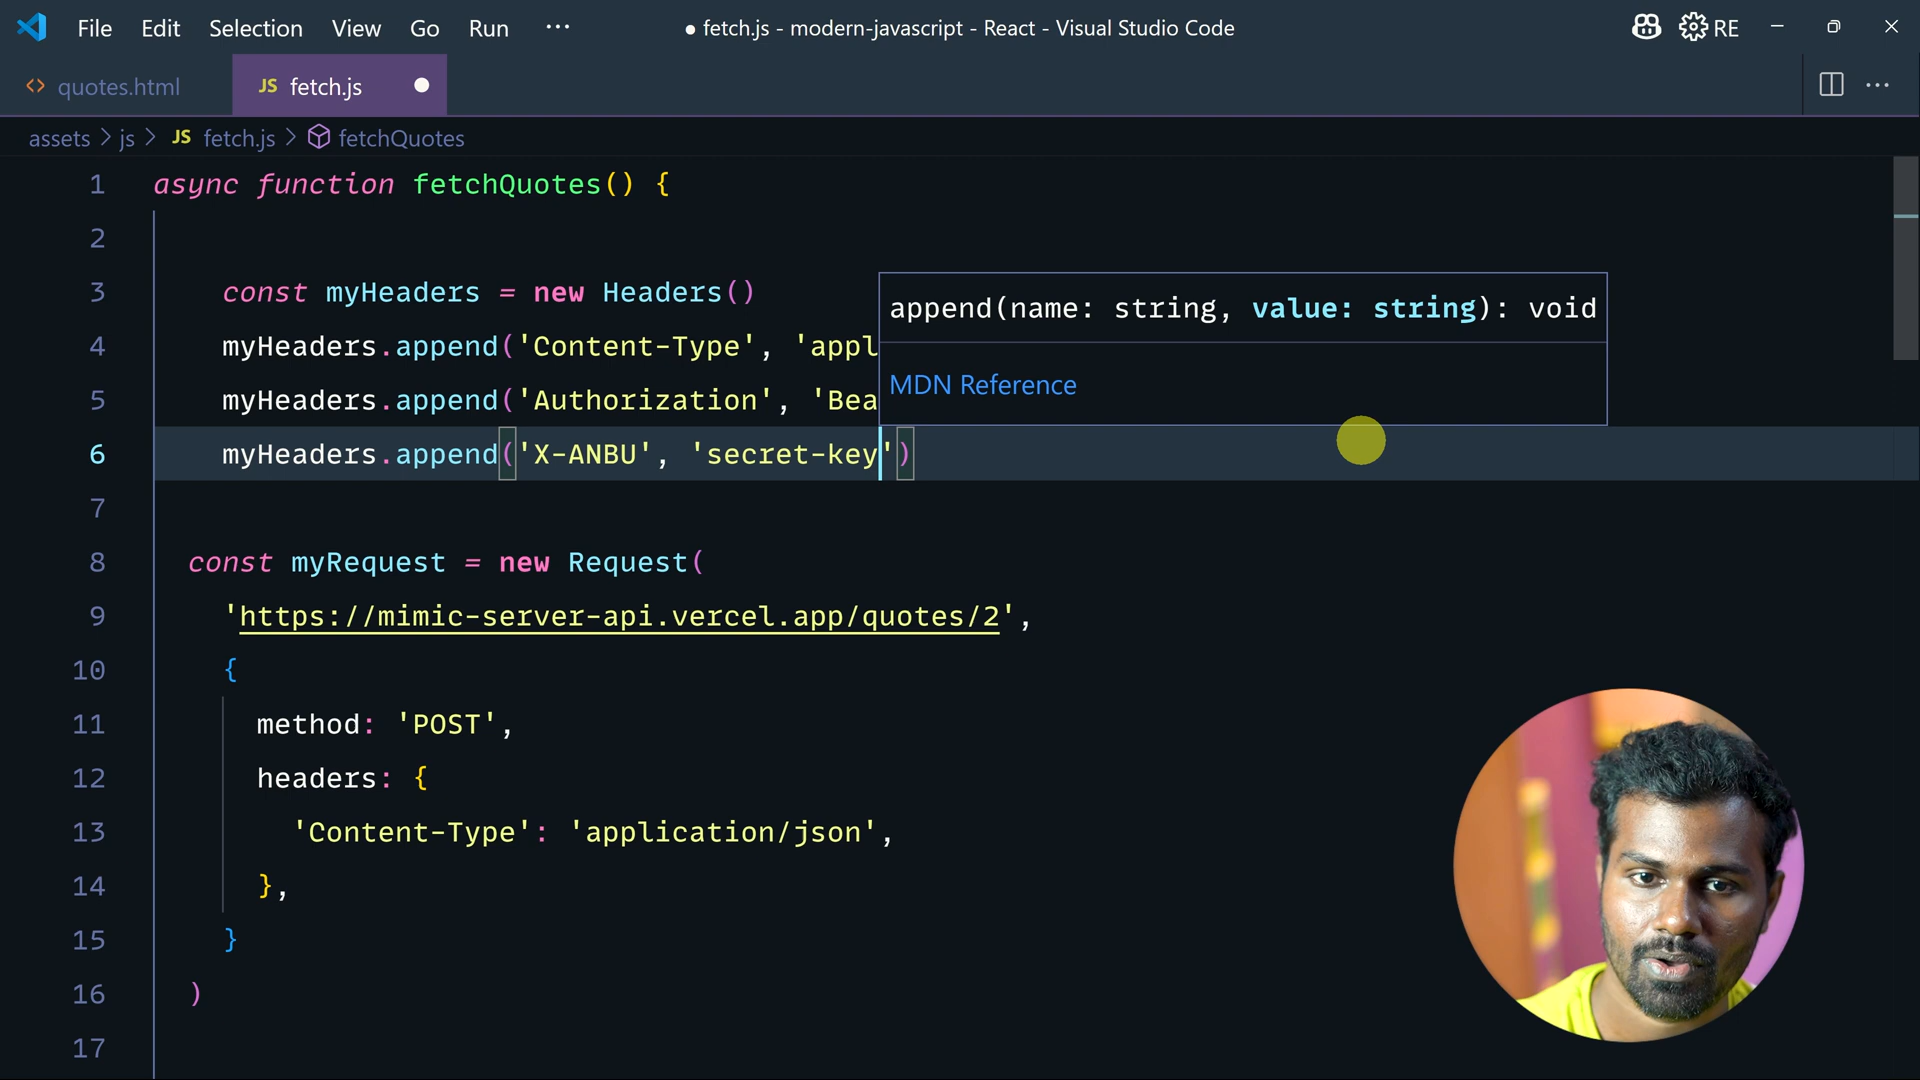 File Edit Selection View Go Run ··· ● fetch.js - modern-javascript - React - Visual Studio Code RE
<> quotes.html JS fetch.js ●
assets > js > JS fetch.js > fetchQuotes
1 async function fetchQuotes() {
2
3 const myHeaders = new Headers()
append(name: string, value: string): void
4 myHeaders.append('Content-Type', 'appl
MDN Reference
5 myHeaders.append('Authorization', 'Bea
6 myHeaders.append('X-ANBU', 'secret-key')
7
8 const myRequest = new Request(
9 'https://mimic-server-api.vercel.app/quotes/2',
10 {
11 method: 'POST',
12 headers: {
13 'Content-Type': 'application/json',
14 },
15 }
16 )
17